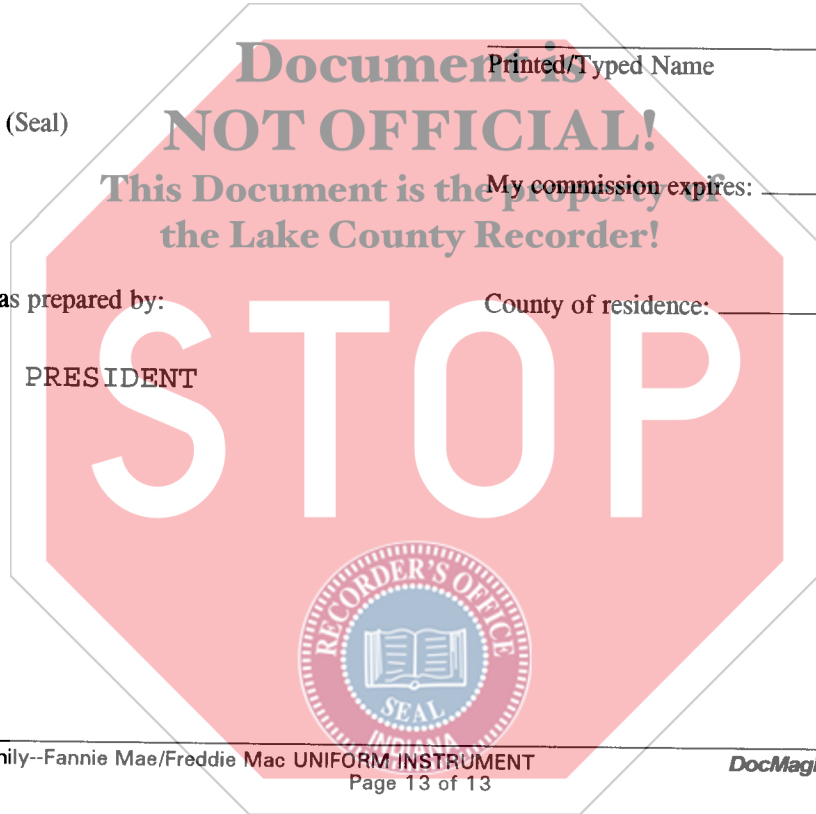 Document is
Printed/Typed Name
(Seal)
NOT OFFICIAL!
This Document is the property of
My commission expires:
the Lake County Recorder!
as prepared by:
County of residence:
PRESIDENT
STOP
RECORDER'S OFFICE
SEAL
INDIANA
nily--Fannie Mae/Freddie Mac UNIFORM INSTRUMENT
DocMagi
Page 13 of 13